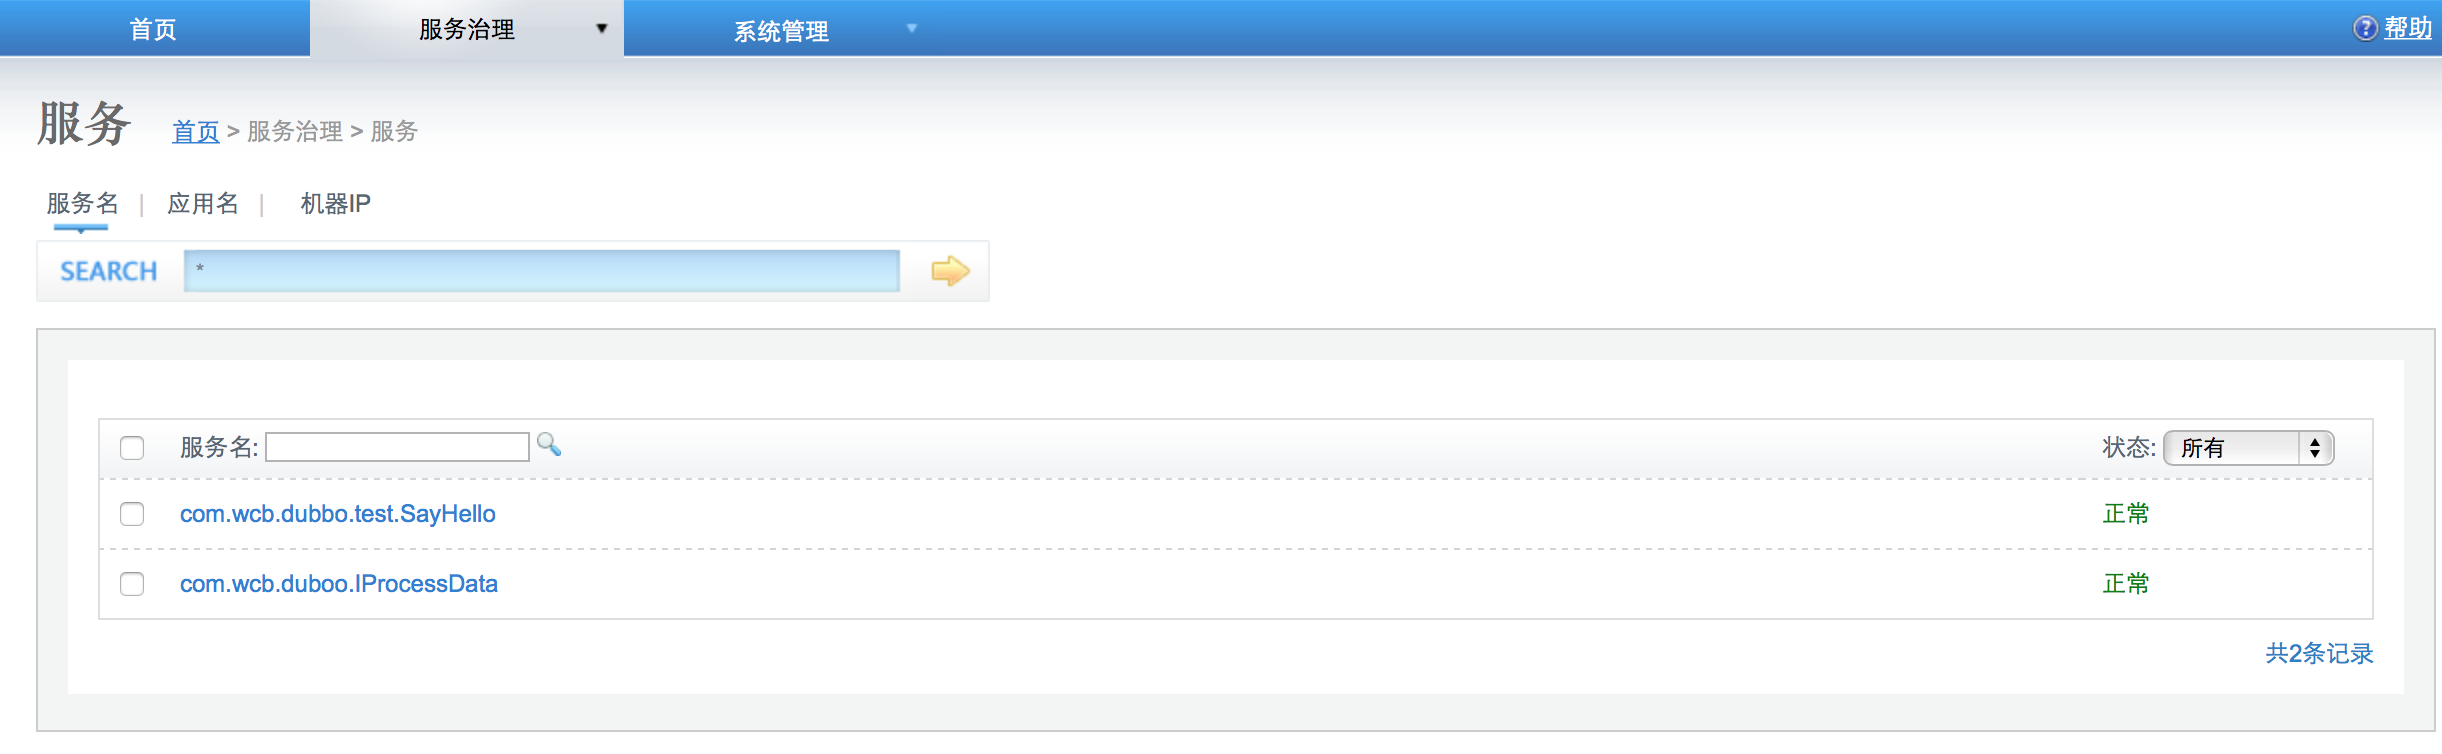 首页 服务治理 ▼ 系统管理 ▼ ? 帮助
服务 首页 > 服务治理 > 服务
服务名 | 应用名 | 机器IP
SEARCH *
服务名: 状态: 所有
com.wcb.dubbo.test.SayHello 正常
com.wcb.duboo.IProcessData 正常
共2条记录